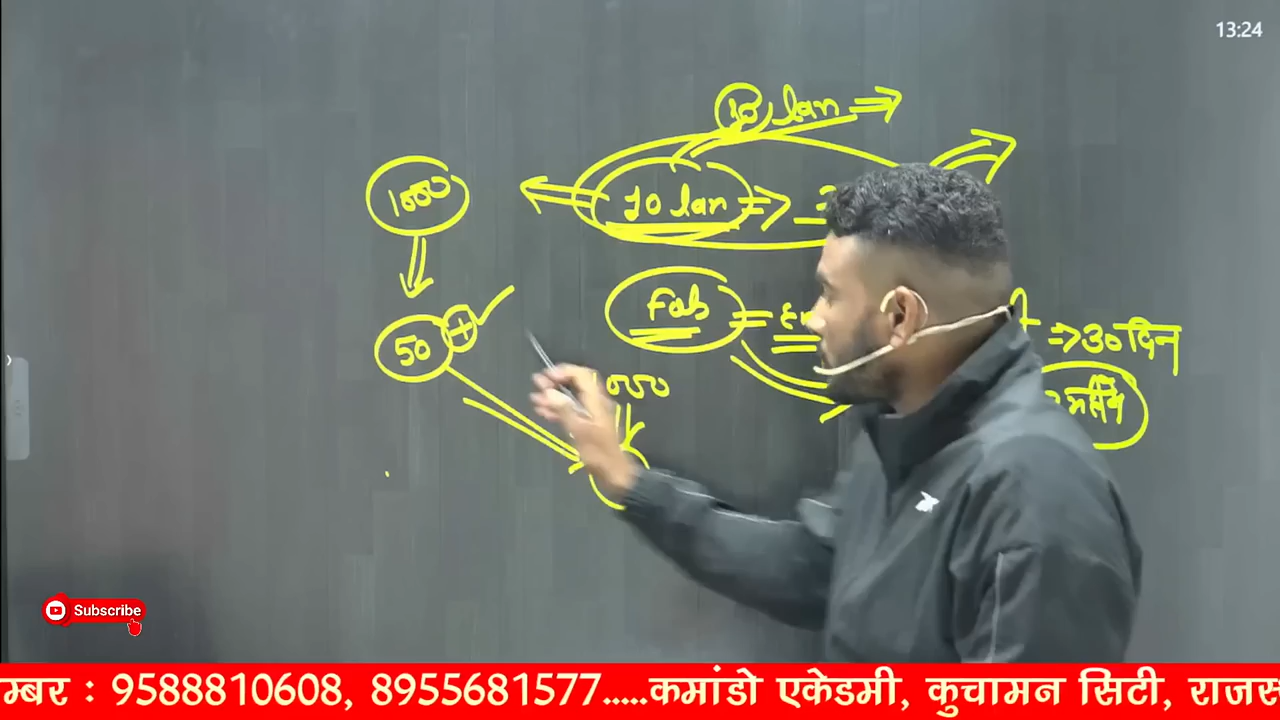 13:24
10 lan
1000
10 lan
Fab
50 +
30 दिन
1000
Subscribe
म्बर : 9588810608, 8955681577.....कमांडो एकेडमी, कुचामन सिटी, राजस